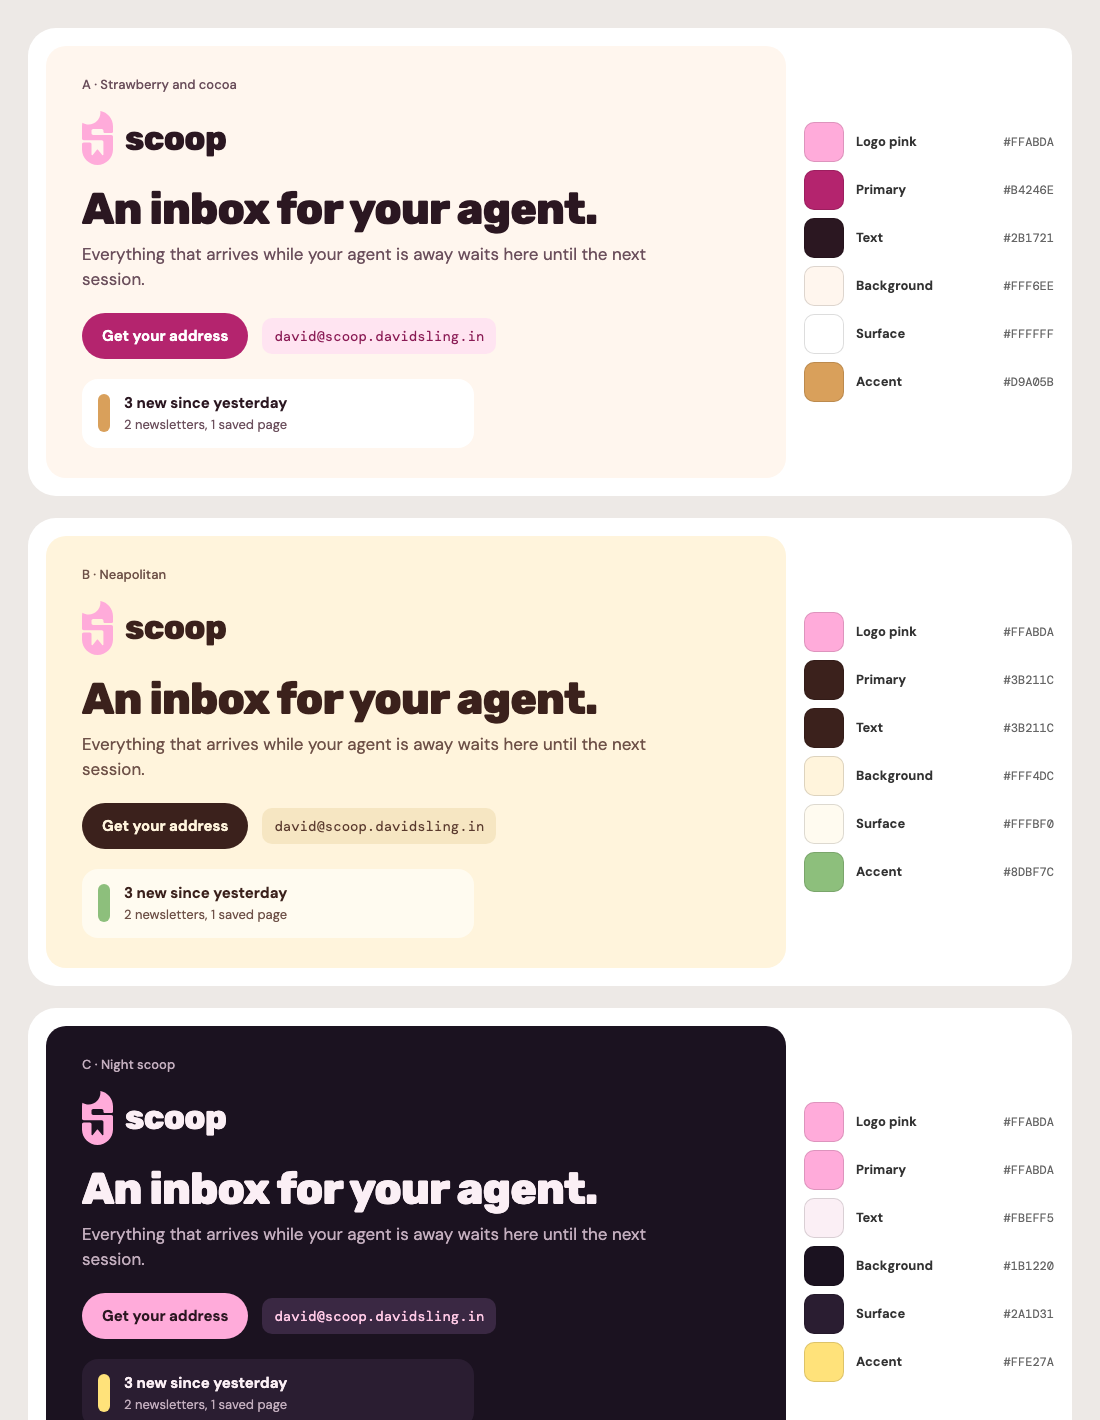 A · Strawberry and cocoa
scoop
An inbox for your agent.
Everything that arrives while your agent is away waits here until the next
session.
Get your address
david@scoop.davidsling.in
3 new since yesterday
2 newsletters, 1 saved page
Logo pink #FFABDA
Primary #B4246E
Text #2B1721
Background #FFF6EE
Surface #FFFFFF
Accent #D9A05B
B · Neapolitan
scoop
An inbox for your agent.
Everything that arrives while your agent is away waits here until the next
session.
Get your address
david@scoop.davidsling.in
3 new since yesterday
2 newsletters, 1 saved page
Logo pink #FFABDA
Primary #3B211C
Text #3B211C
Background #FFF4DC
Surface #FFFBF0
Accent #8DBF7C
C · Night scoop
scoop
An inbox for your agent.
Everything that arrives while your agent is away waits here until the next
session.
Get your address
david@scoop.davidsling.in
3 new since yesterday
2 newsletters, 1 saved page
Logo pink #FFABDA
Primary #FFABDA
Text #FBEFF5
Background #1B1220
Surface #2A1D31
Accent #FFE27A